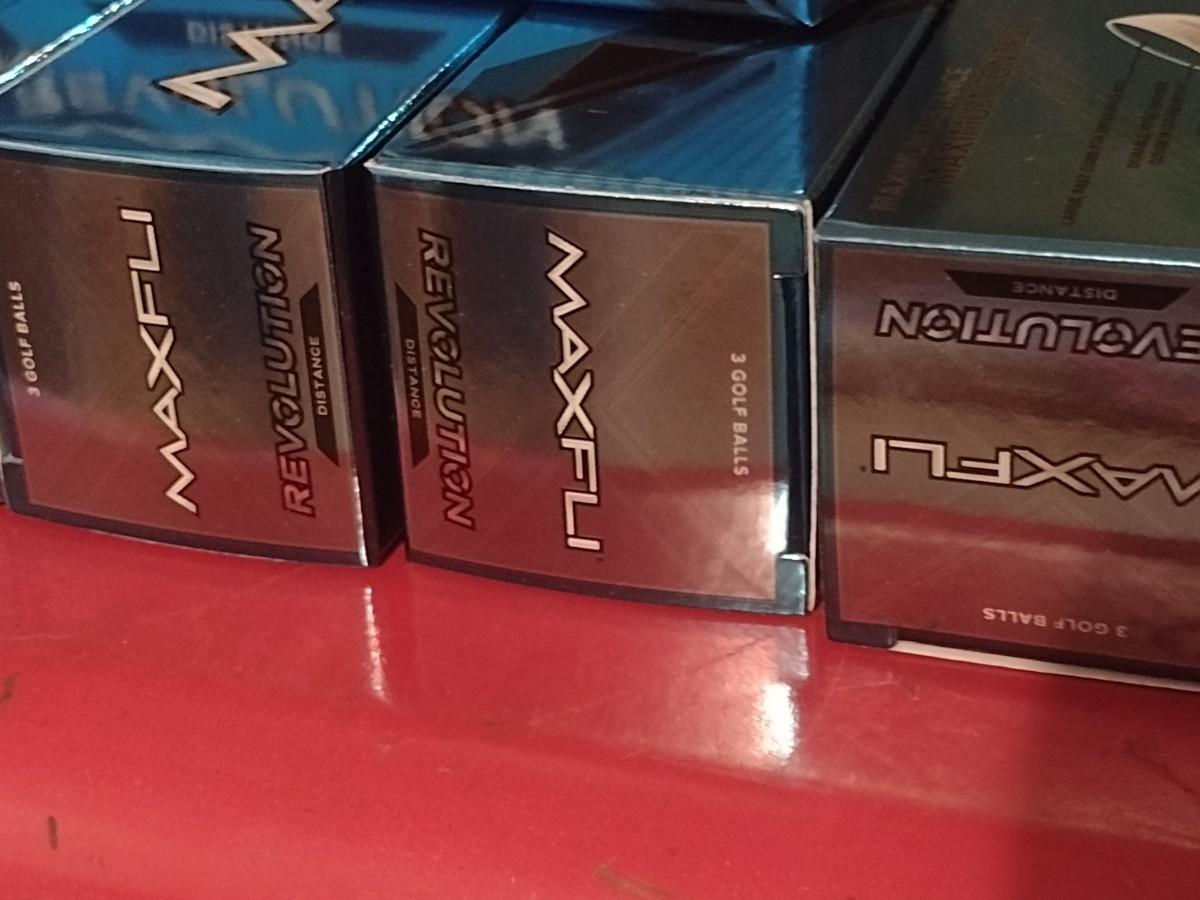 DISTANCE
REVOLUTION
MAXFLI
REVOLUTION
DISTANCE
3 GOLF BALLS
REVOLUTION
DISTANCE
MAXFLI
3 GOLF BALLS
DISTANCE
EVOLUTION
MAXFLI
3 GOLF BALLS